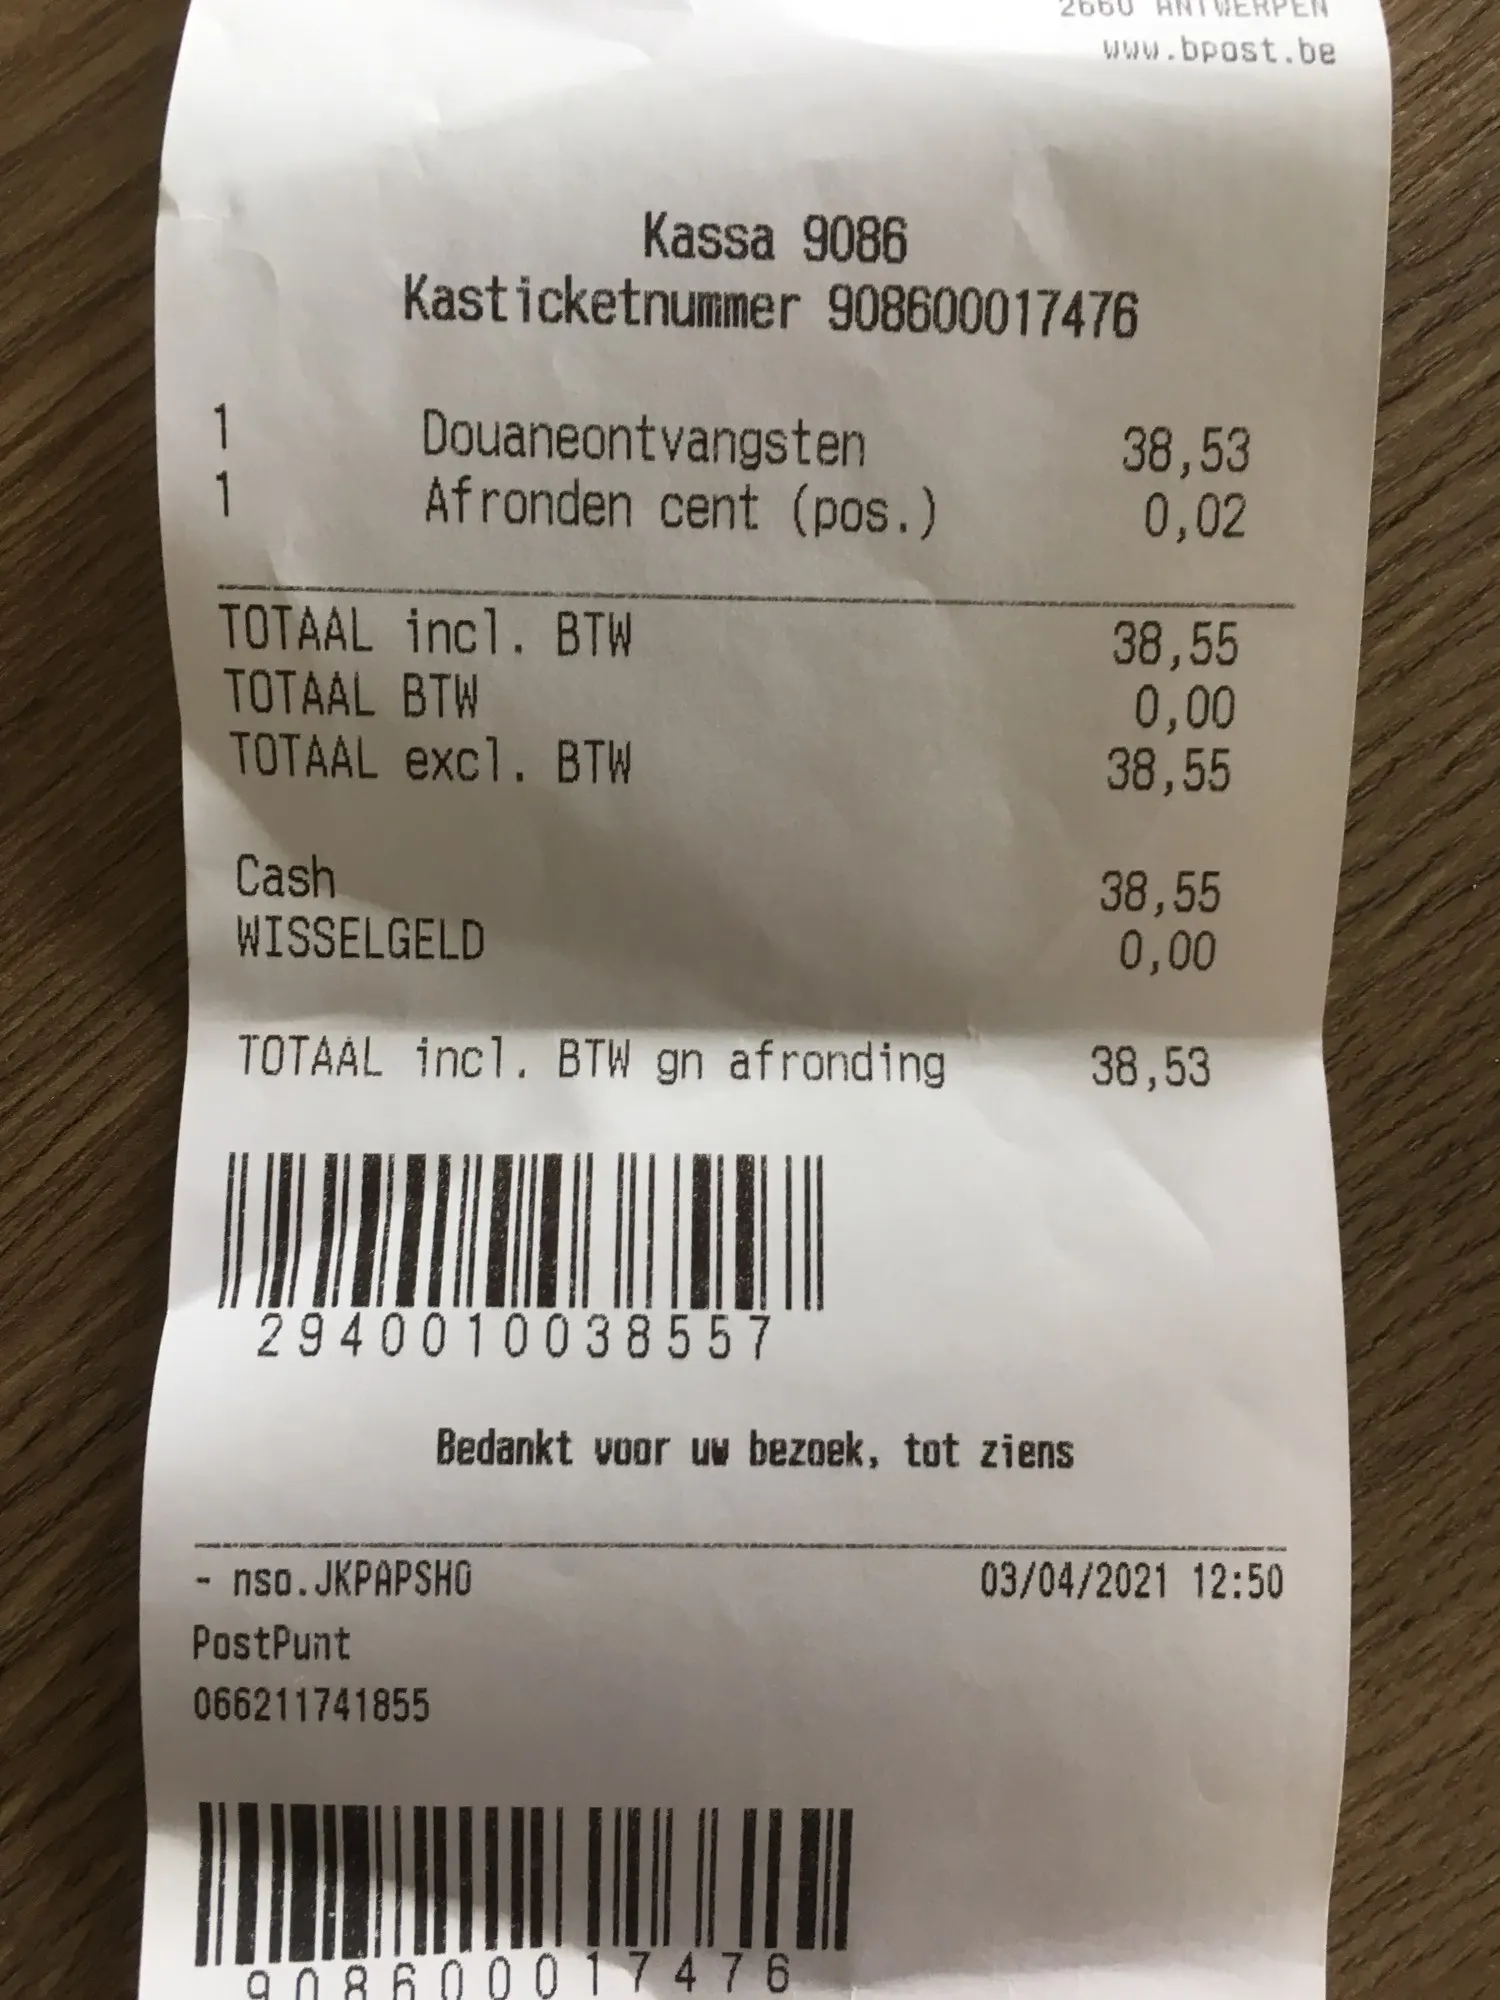 2660 ANTWERPEN
www.bpost.be
Kassa 9086
Kasticketnummer 908600017476
1 Douaneontvangsten 38,53
1 Afronden cent (pos.) 0,02
TOTAAL incl. BTW 38,55
TOTAAL BTW 0,00
TOTAAL excl. BTW 38,55
Cash 38,55
WISSELGELD 0,00
TOTAAL incl. BTW gn afronding 38,53
2940010038557
Bedankt voor uw bezoek, tot ziens
- nso.JKPAPSHO 03/04/2021 12:50
PostPunt
066211741855
908600017476